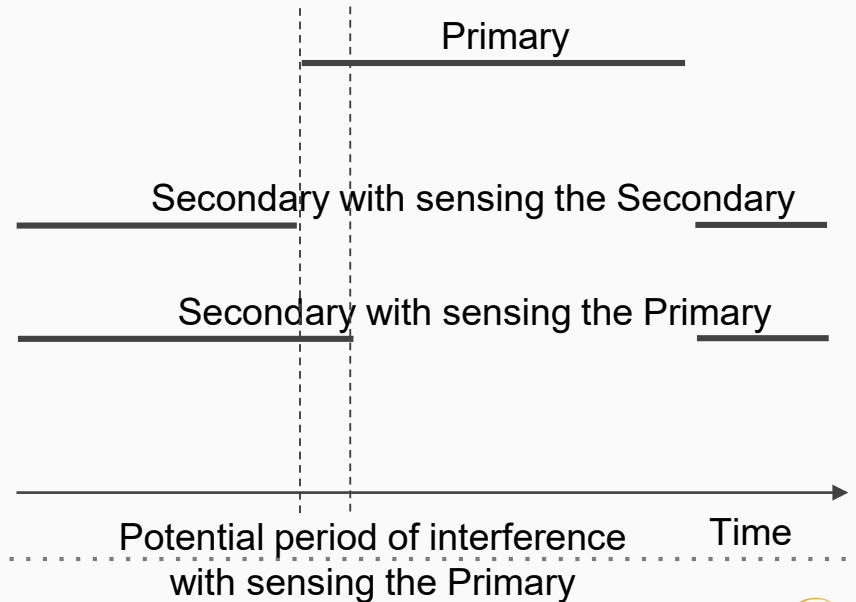 Primary
Secondary with sensing the Secondary
Secondary with sensing the Primary
Potential period of interference
Time
with sensing the Primary